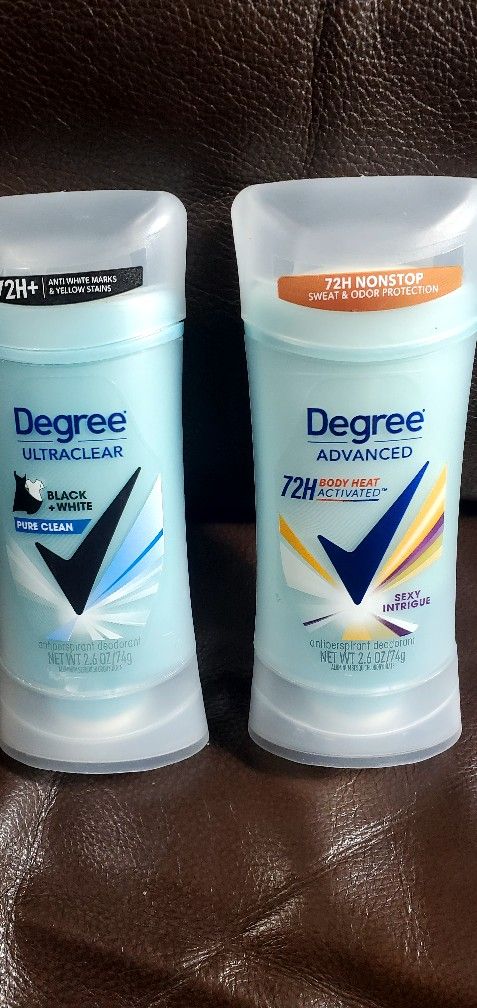 72H+
ANTI WHITE MARKS
& YELLOW STAINS
Degree
ULTRACLEAR
BLACK
+ WHITE
PURE CLEAN
antiperspirant deodorant
NET WT 2.6 OZ/74g
72H NONSTOP
SWEAT & ODOR PROTECTION
Degree
ADVANCED
72H BODY HEAT
ACTIVATED™
SEXY
INTRIGUE
antiperspirant deodorant
NET WT 2.6 OZ/74g